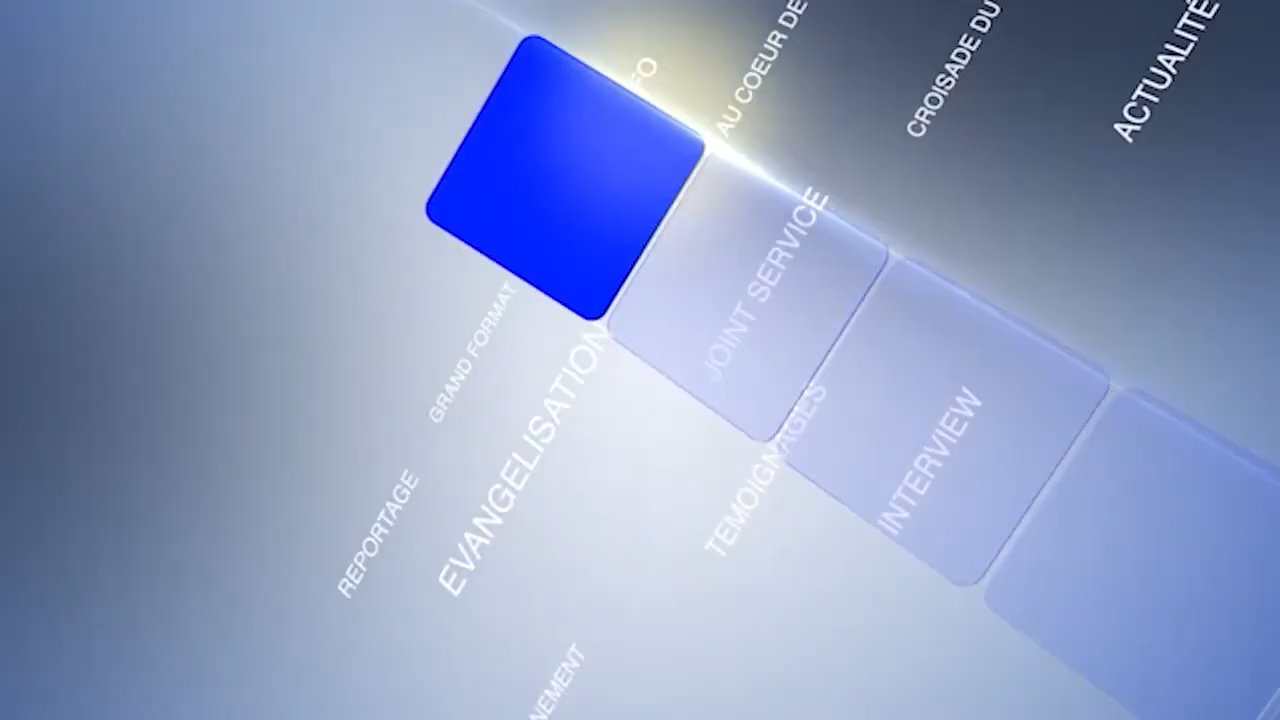 AU COEUR DE
CROISADE DU
ACTUALITÉ
JOINT SERVICE
GRAND FORMAT
EVANGELISATION
TEMOIGNAGES
INTERVIEW
REPORTAGE